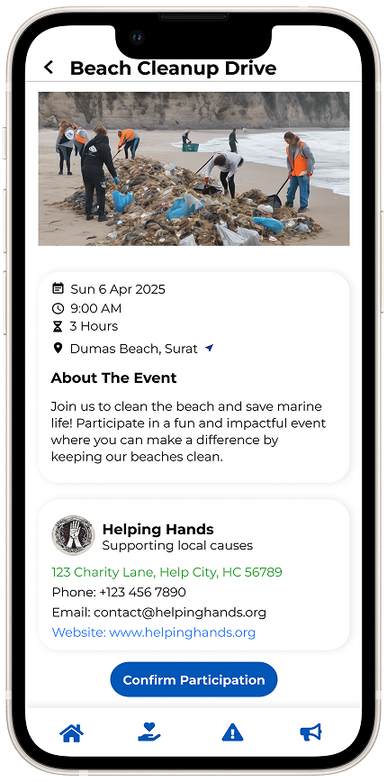 Beach Cleanup Drive
Sun 6 Apr 2025
9:00 AM
3 Hours
Dumas Beach, Surat
About The Event
Join us to clean the beach and save marine
life! Participate in a fun and impactful event
where you can make a difference by
keeping our beaches clean.
Helping Hands
Supporting local causes
123 Charity Lane, Help City, HC 56789
Phone: +123 456 7890
Email: contact@helpinghands.org
Website: www.helpinghands.org
Confirm Participation